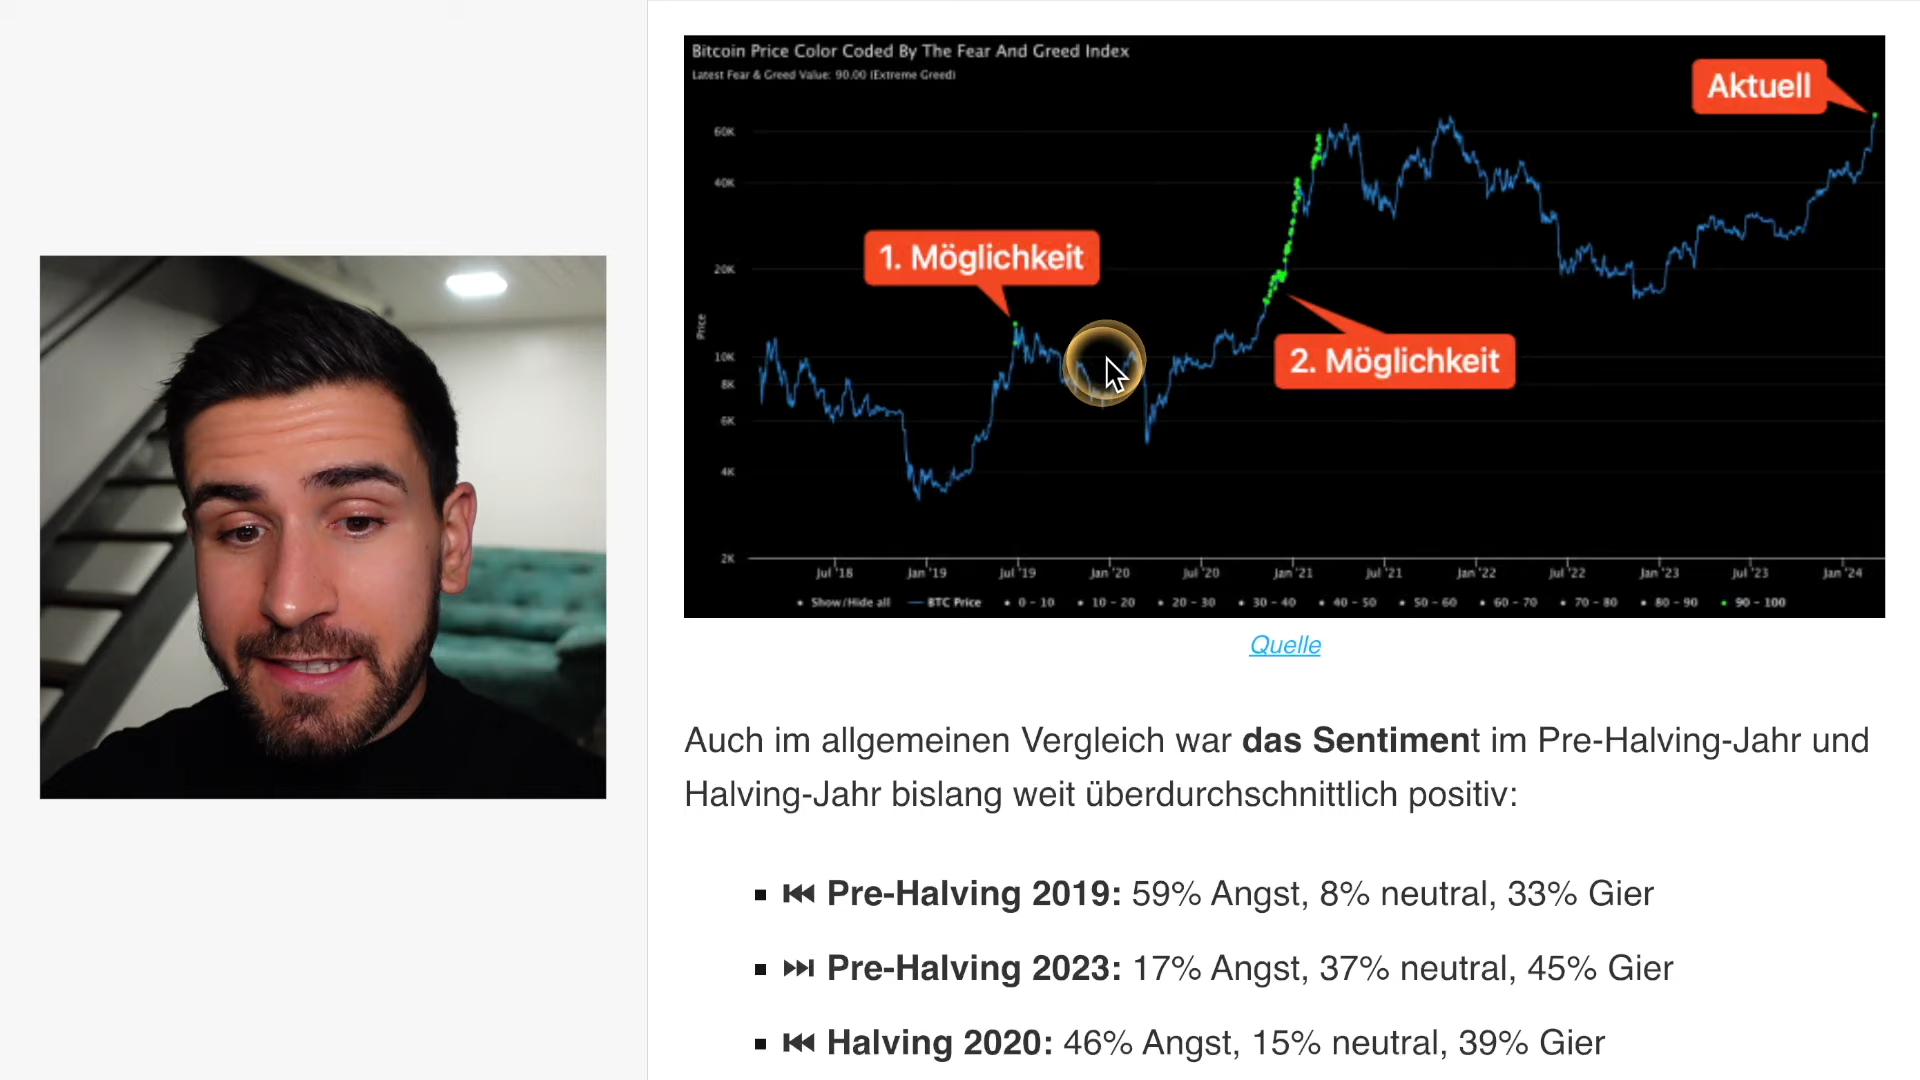 Bitcoin Price Color Coded By The Fear And Greed Index
Latest Fear & Greed Value: 90.00 (Extreme Greed)
Aktuell
60K
40K
1. Möglichkeit
20K
Price
10K
2. Möglichkeit
8K
6K
4K
2K
Jul '18 Jan '19 Jul '19 Jan '20 Jul '20 Jan '21 Jul '21 Jan '22 Jul '22 Jan '23 Jul '23 Jan '24
Show/Hide all BTC Price 0 - 10 10 - 20 20 - 30 30 - 40 40 - 50 50 - 60 60 - 70 70 - 80 80 - 90 90 - 100
Quelle
Auch im allgemeinen Vergleich war das Sentiment im Pre-Halving-Jahr und
Halving-Jahr bislang weit überdurchschnittlich positiv:
▪ ⏮ Pre-Halving 2019: 59% Angst, 8% neutral, 33% Gier
▪ ⏭ Pre-Halving 2023: 17% Angst, 37% neutral, 45% Gier
▪ ⏮ Halving 2020: 46% Angst, 15% neutral, 39% Gier